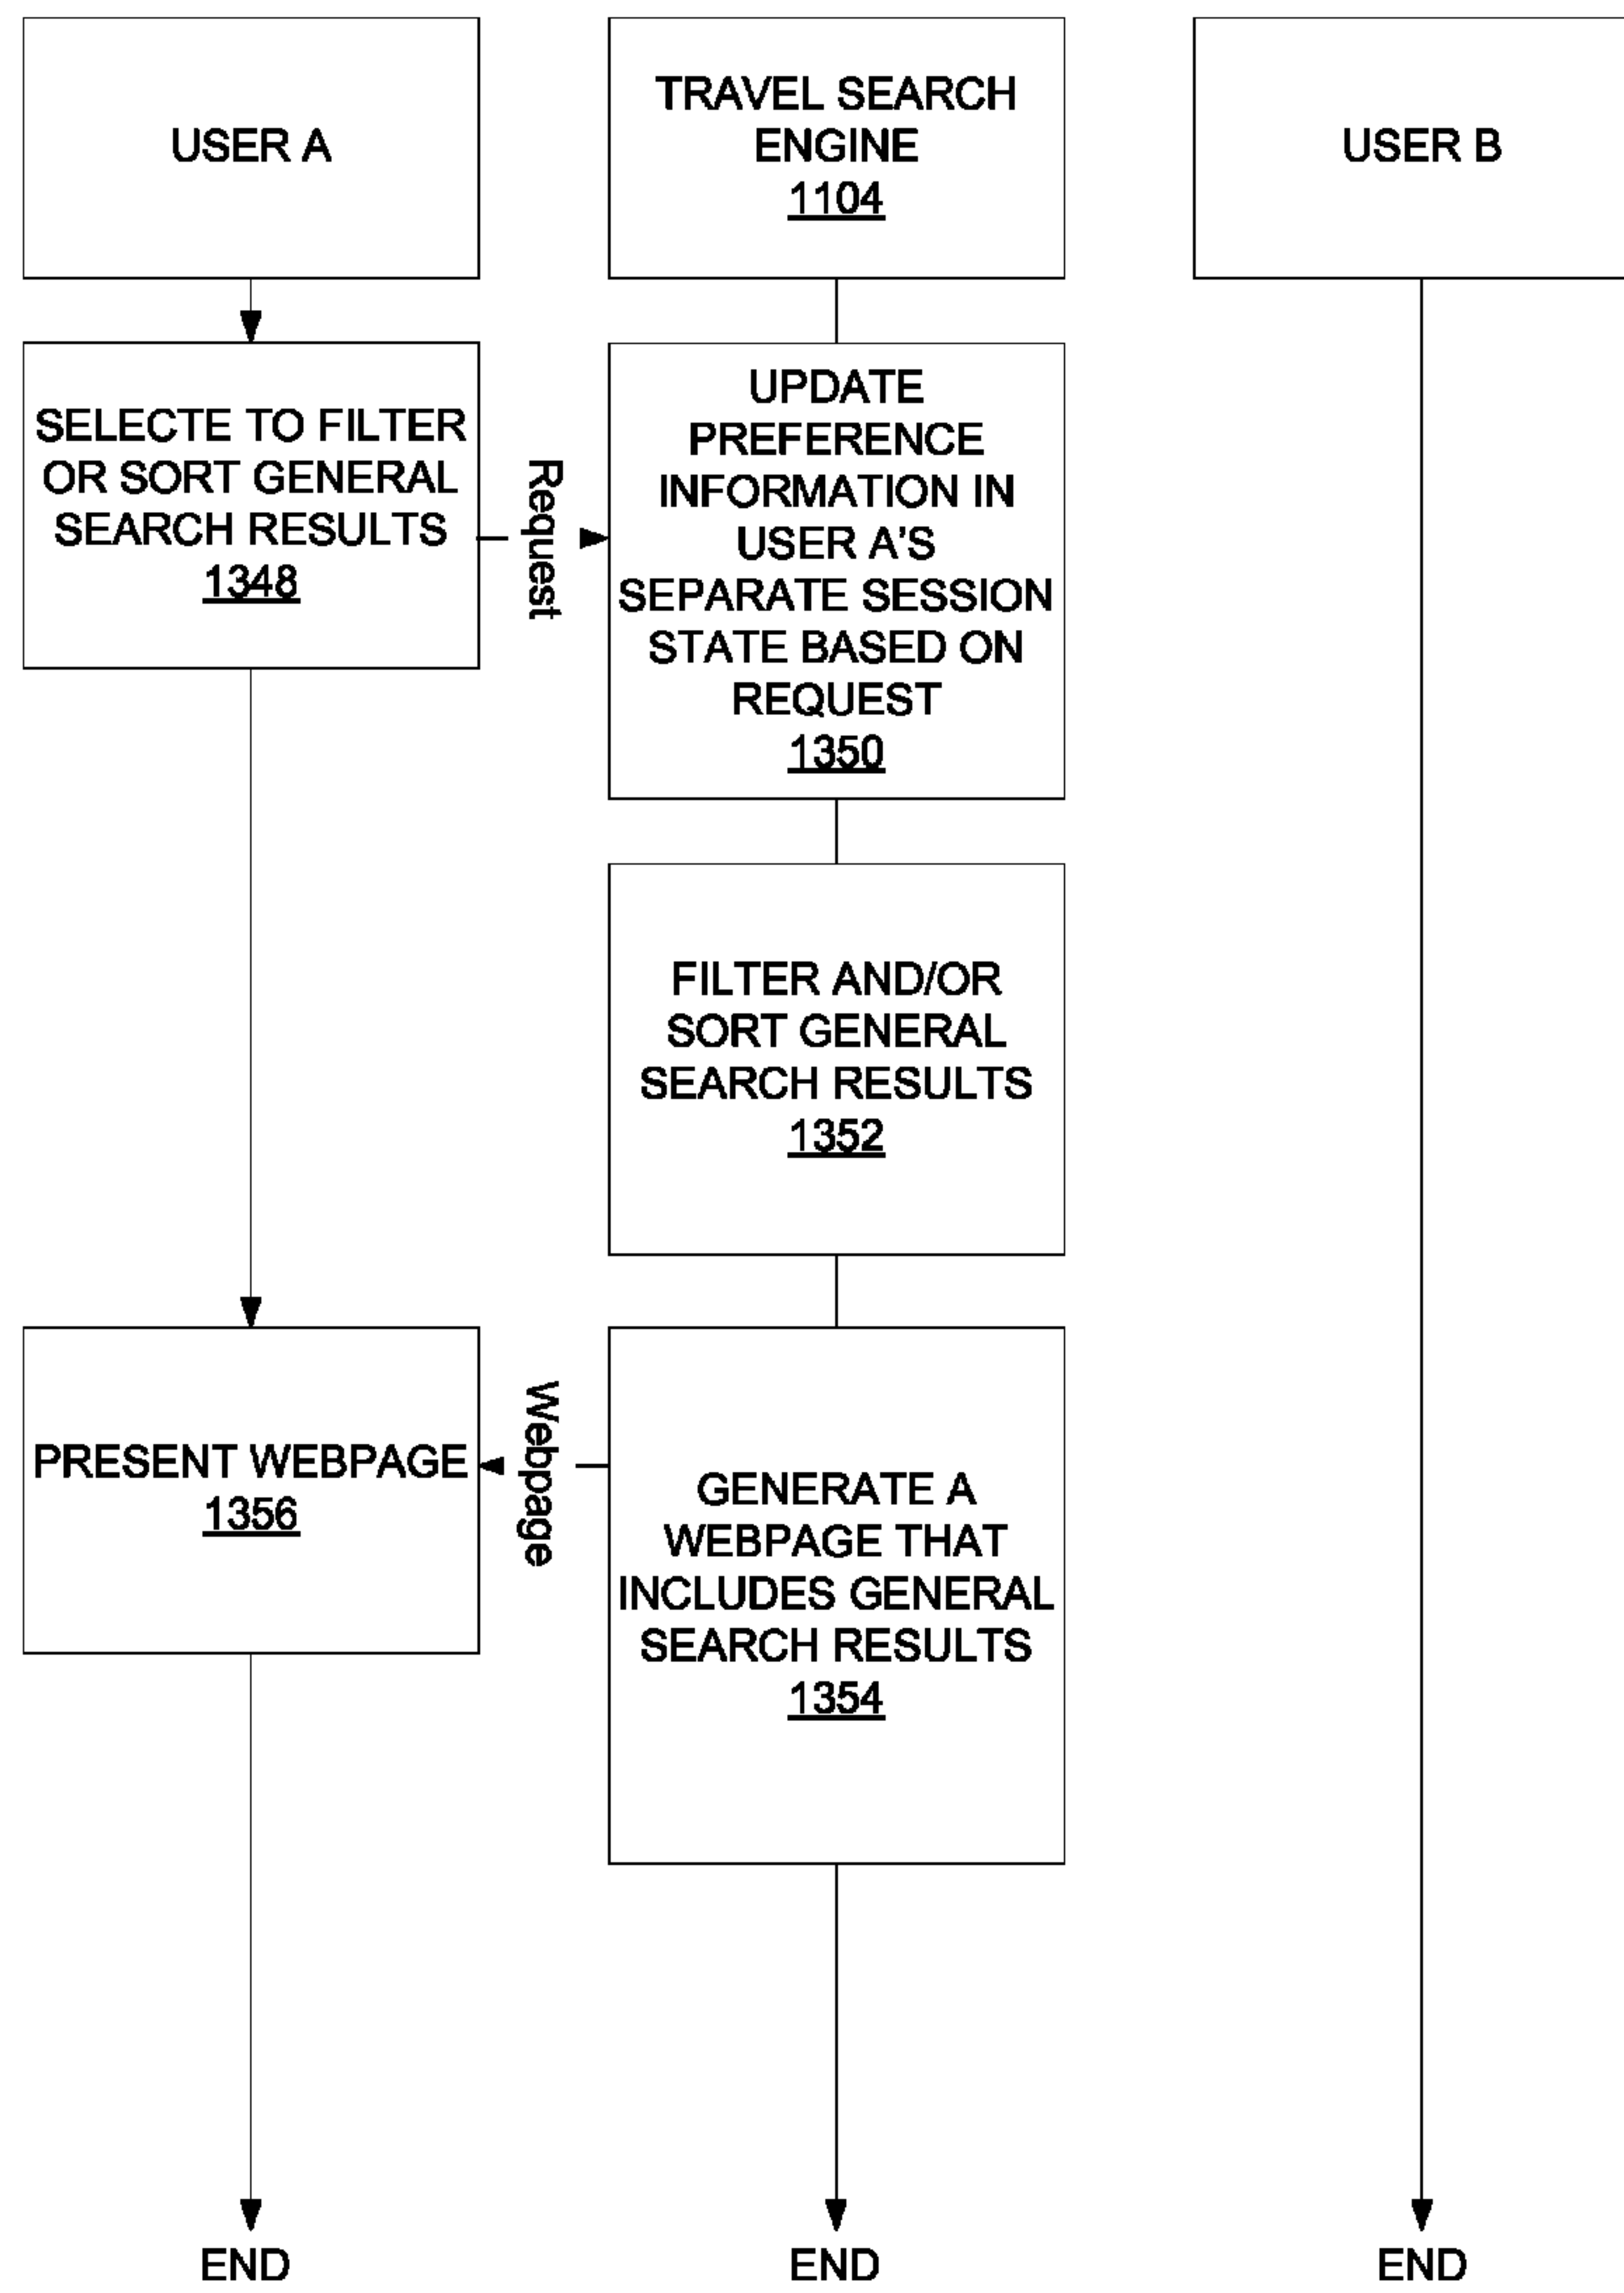 USER A
TRAVEL SEARCH
ENGINE
1104
USER B
SELECTE TO FILTER
OR SORT GENERAL
SEARCH RESULTS
1348
Request
UPDATE
PREFERENCE
INFORMATION IN
USER A'S
SEPARATE SESSION
STATE BASED ON
REQUEST
1350
FILTER AND/OR
SORT GENERAL
SEARCH RESULTS
1352
PRESENT WEBPAGE
1356
Webpage
GENERATE A
WEBPAGE THAT
INCLUDES GENERAL
SEARCH RESULTS
1354
END
END
END